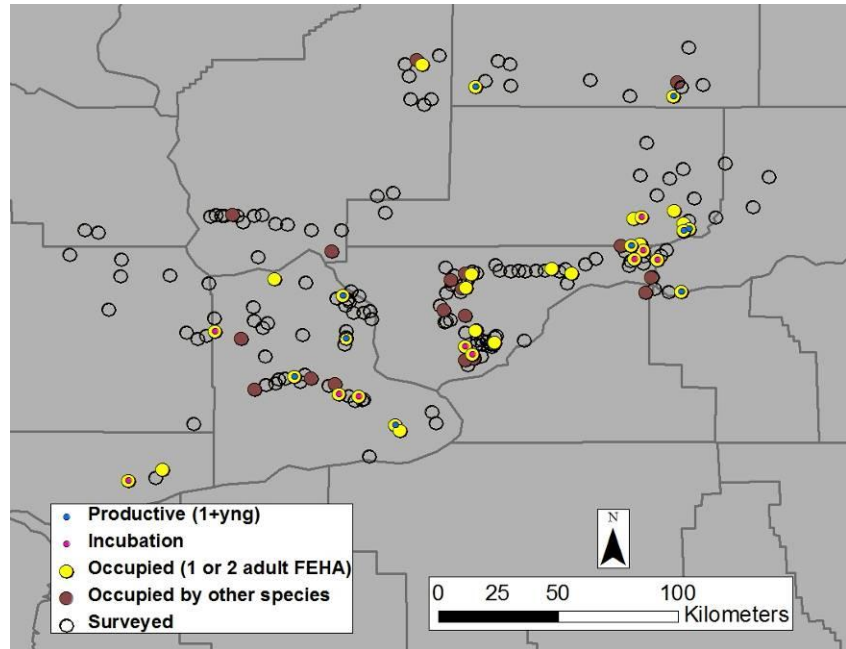 Productive (1+yng)
Incubation
Occupied (1 or 2 adult FEHA)
Occupied by other species
Surveyed
N
0 25 50 100
Kilometers